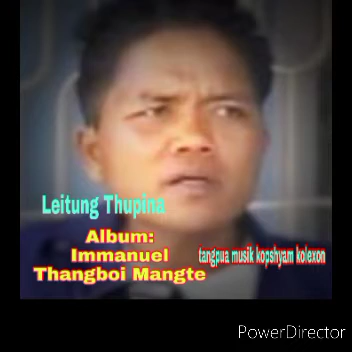 Leitung Thupina
Album:
Immanuel
Thangboi Mangte
tangpua musik kopshyam kolexon
PowerDirector